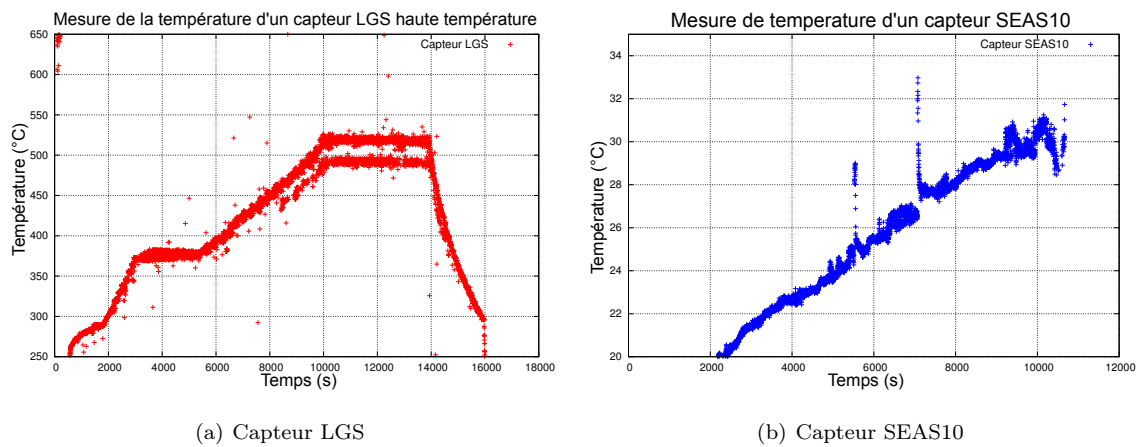 Mesure de la température d'un capteur LGS haute température
Capteur LGS
Température (°C)
650
600
550
500
450
400
350
300
250
0 2000 4000 6000 8000 10000 12000 14000 16000 18000
Temps (s)
(a) Capteur LGS
Mesure de temperature d'un capteur SEAS10
Capteur SEAS10
Température (°C)
34
32
30
28
26
24
22
20
0 2000 4000 6000 8000 10000 12000
Temps (s)
(b) Capteur SEAS10